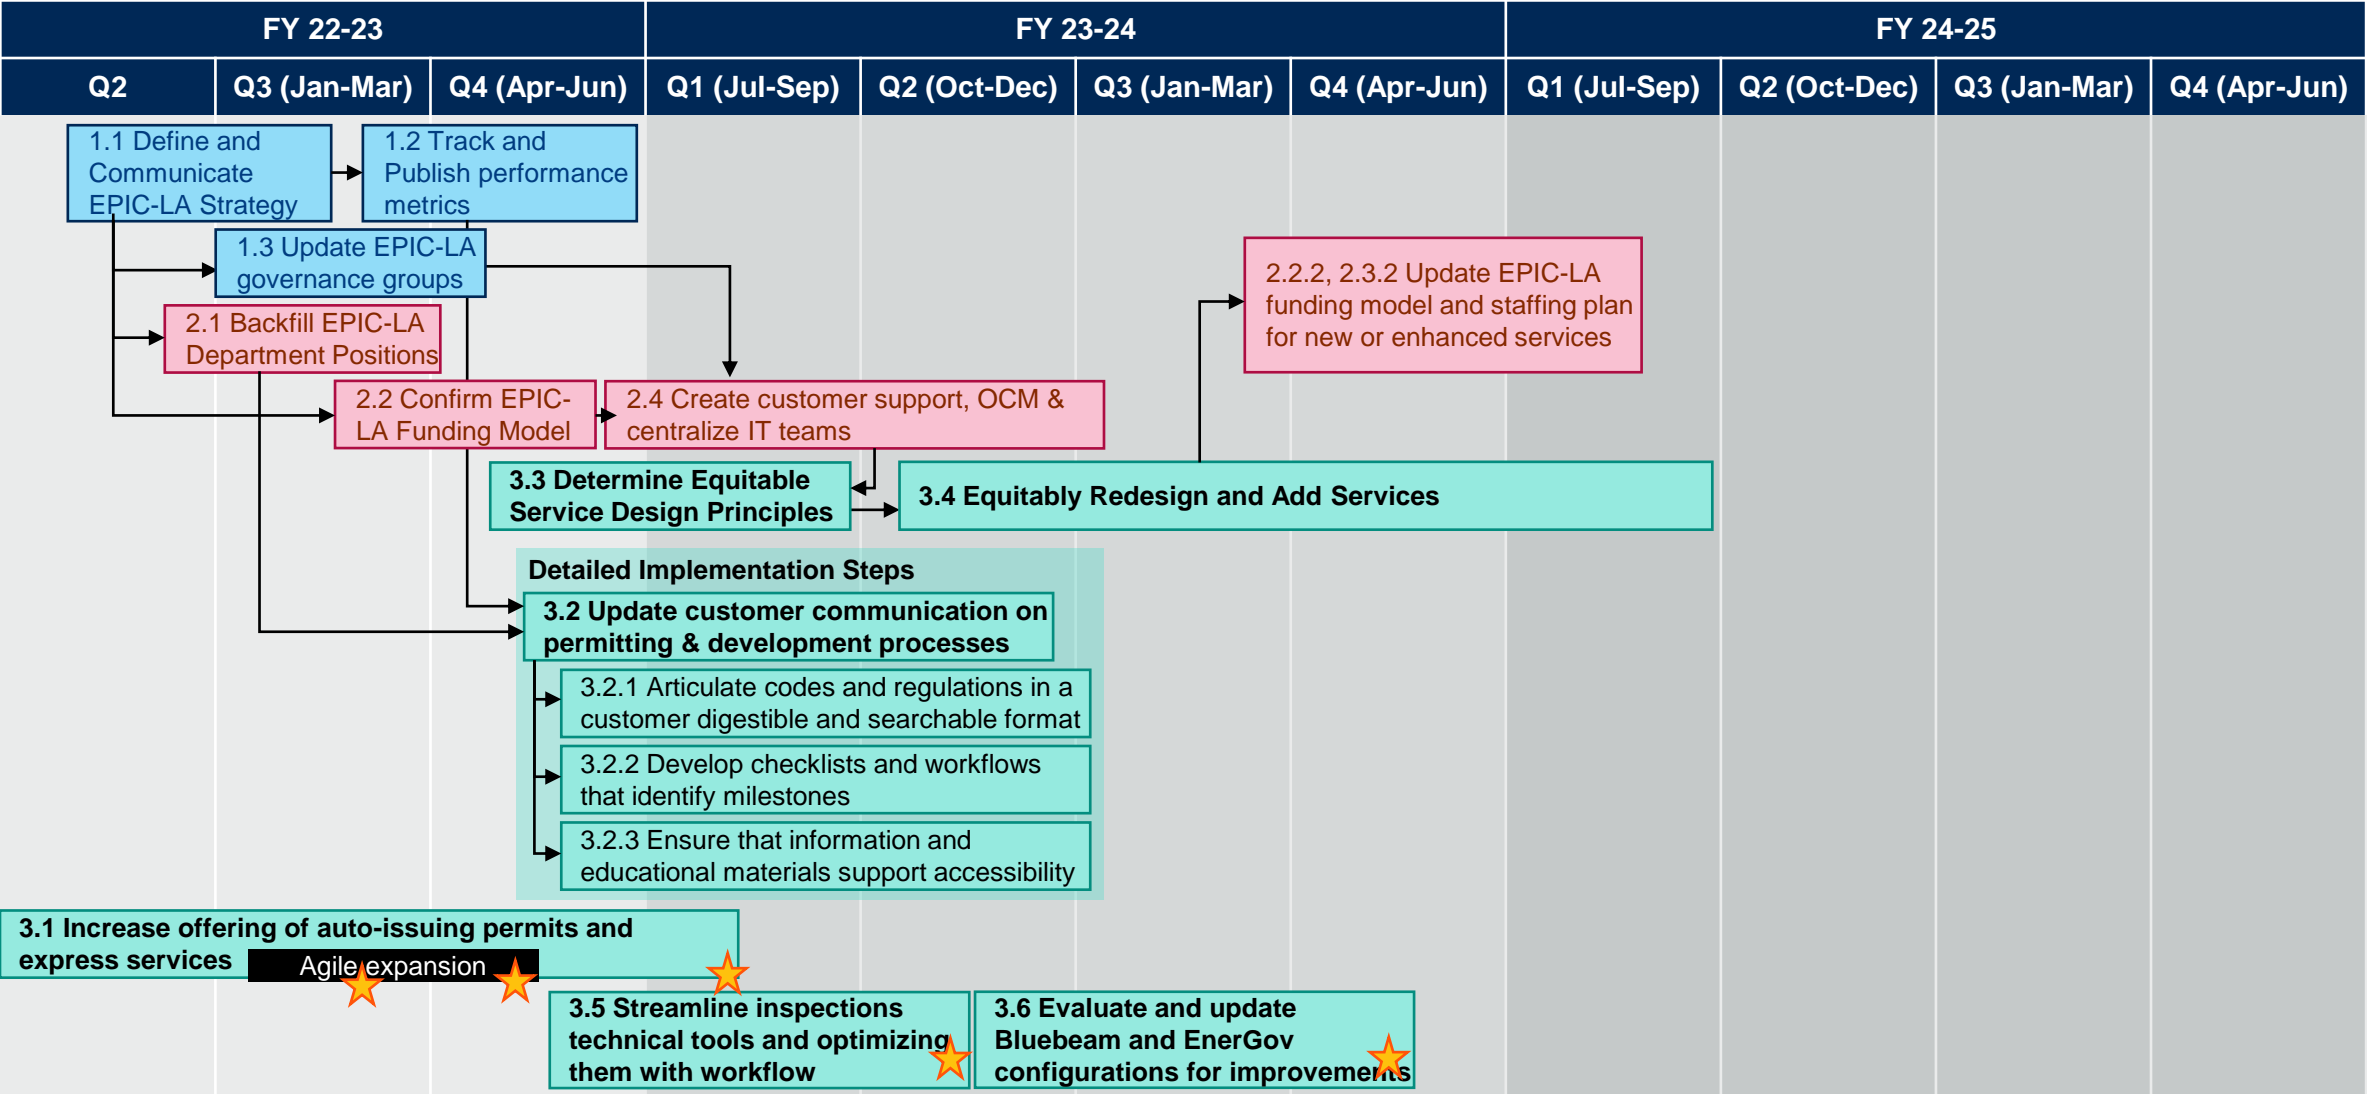 FY 22-23
FY 23-24
FY 24-25
Q2
Q3 (Jan-Mar)
Q4 (Apr-Jun)
Q1 (Jul-Sep)
Q2 (Oct-Dec)
Q3 (Jan-Mar)
Q4 (Apr-Jun)
Q1 (Jul-Sep)
Q2 (Oct-Dec)
Q3 (Jan-Mar)
Q4 (Apr-Jun)
1.1 Define and
Communicate
EPIC-LA Strategy
1.2 Track and
Publish performance
metrics
1.3 Update EPIC-LA
governance groups
2.1 Backfill EPIC-LA
Department Positions
2.2 Confirm EPIC-
LA Funding Model
2.4 Create customer support, OCM &
centralize IT teams
2.2.2, 2.3.2 Update EPIC-LA
funding model and staffing plan
for new or enhanced services
3.3 Determine Equitable
Service Design Principles
3.4 Equitably Redesign and Add Services
Detailed Implementation Steps
3.2 Update customer communication on
permitting & development processes
3.2.1 Articulate codes and regulations in a
customer digestible and searchable format
3.2.2 Develop checklists and workflows
that identify milestones
3.2.3 Ensure that information and
educational materials support accessibility
3.1 Increase offering of auto-issuing permits and
express services
Agile expansion
3.5 Streamline inspections
technical tools and optimizing
them with workflow
3.6 Evaluate and update
Bluebeam and EnerGov
configurations for improvements